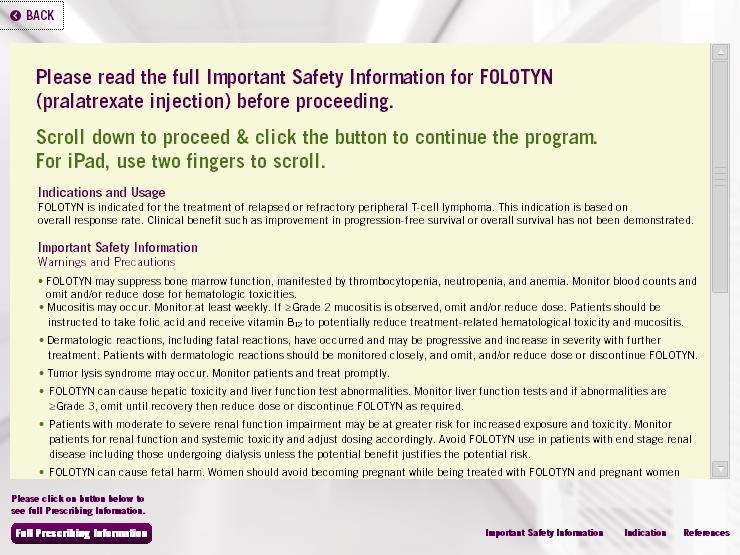 BACK
Please read the full Important Safety Information for FOLOTYN
(pralatrexate injection) before proceeding.
Scroll down to proceed & click the button to continue the program.
For iPad, use two fingers to scroll.
Indications and Usage
FOLOTYN is indicated for the treatment of relapsed or refractory peripheral T-cell lymphoma. This indication is based on
overall response rate. Clinical benefit such as improvement in progression-free survival or overall survival has not been demonstrated.
Important Safety Information
Warnings and Precautions
• FOLOTYN may suppress bone marrow function, manifested by thrombocytopenia, neutropenia, and anemia. Monitor blood counts and
omit and/or reduce dose for hematologic toxicities.
• Mucositis may occur. Monitor at least weekly. If ≥Grade 2 mucositis is observed, omit and/or reduce dose. Patients should be
instructed to take folic acid and receive vitamin B12 to potentially reduce treatment-related hematological toxicity and mucositis.
• Dermatologic reactions, including fatal reactions, have occurred and may be progressive and increase in severity with further
treatment. Patients with dermatologic reactions should be monitored closely, and omit, and/or reduce dose or discontinue FOLOTYN.
• Tumor lysis syndrome may occur. Monitor patients and treat promptly.
• FOLOTYN can cause hepatic toxicity and liver function test abnormalities. Monitor liver function tests and if abnormalities are
≥Grade 3, omit until recovery then reduce dose or discontinue FOLOTYN as required.
• Patients with moderate to severe renal function impairment may be at greater risk for increased exposure and toxicity. Monitor
patients for renal function and systemic toxicity and adjust dosing accordingly. Avoid FOLOTYN use in patients with end stage renal
disease including those undergoing dialysis unless the potential benefit justifies the potential risk.
• FOLOTYN can cause fetal harm. Women should avoid becoming pregnant while being treated with FOLOTYN and pregnant women
Please click on button below to
see full Prescribing Information.
Full Prescribing Information
Important Safety Information Indication References